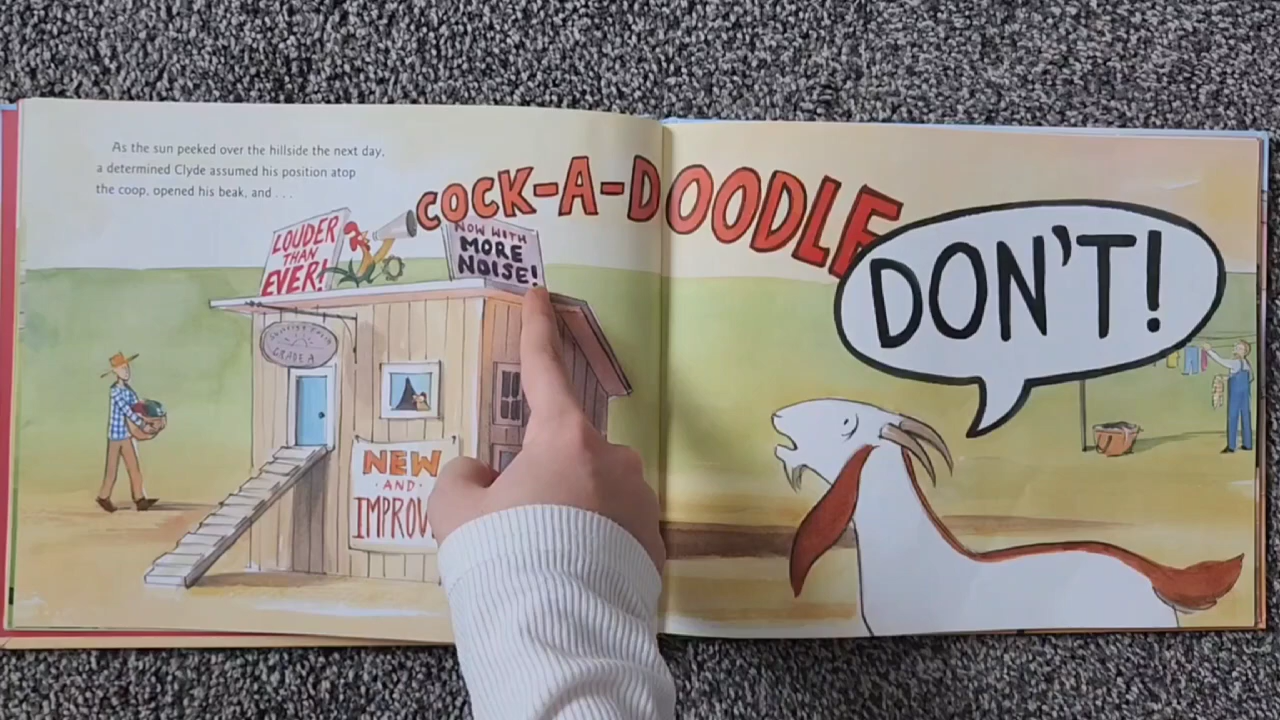 As the sun peeked over the hillside the next day,
a determined Clyde assumed his position atop
the coop, opened his beak, and . . .
COCK-A-DOODLE
DON'T!
LOUDER
THAN
EVER!
NOW WITH
MORE
NOISE!
GRADE A
NEW
·AND·